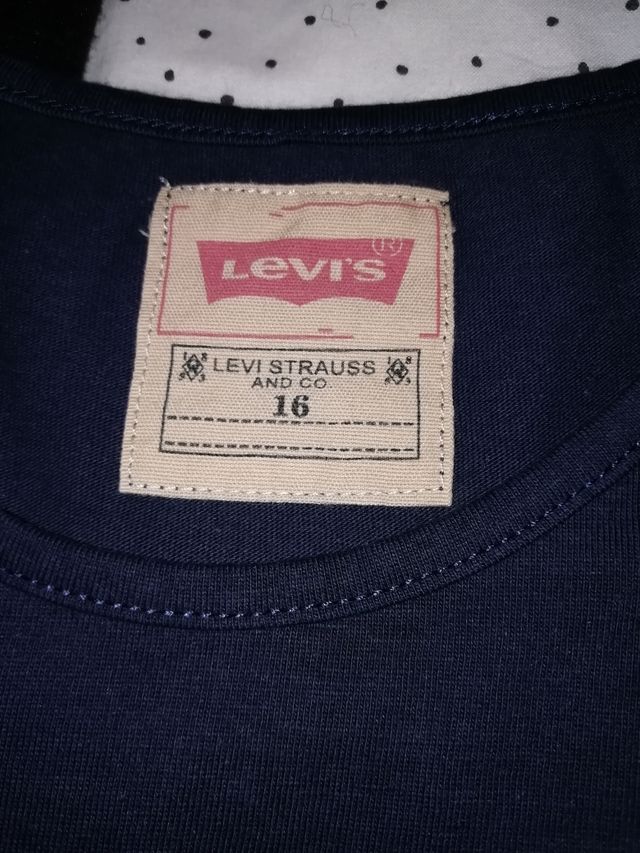 LEVI'S ®
LEVI STRAUSS
AND CO
16